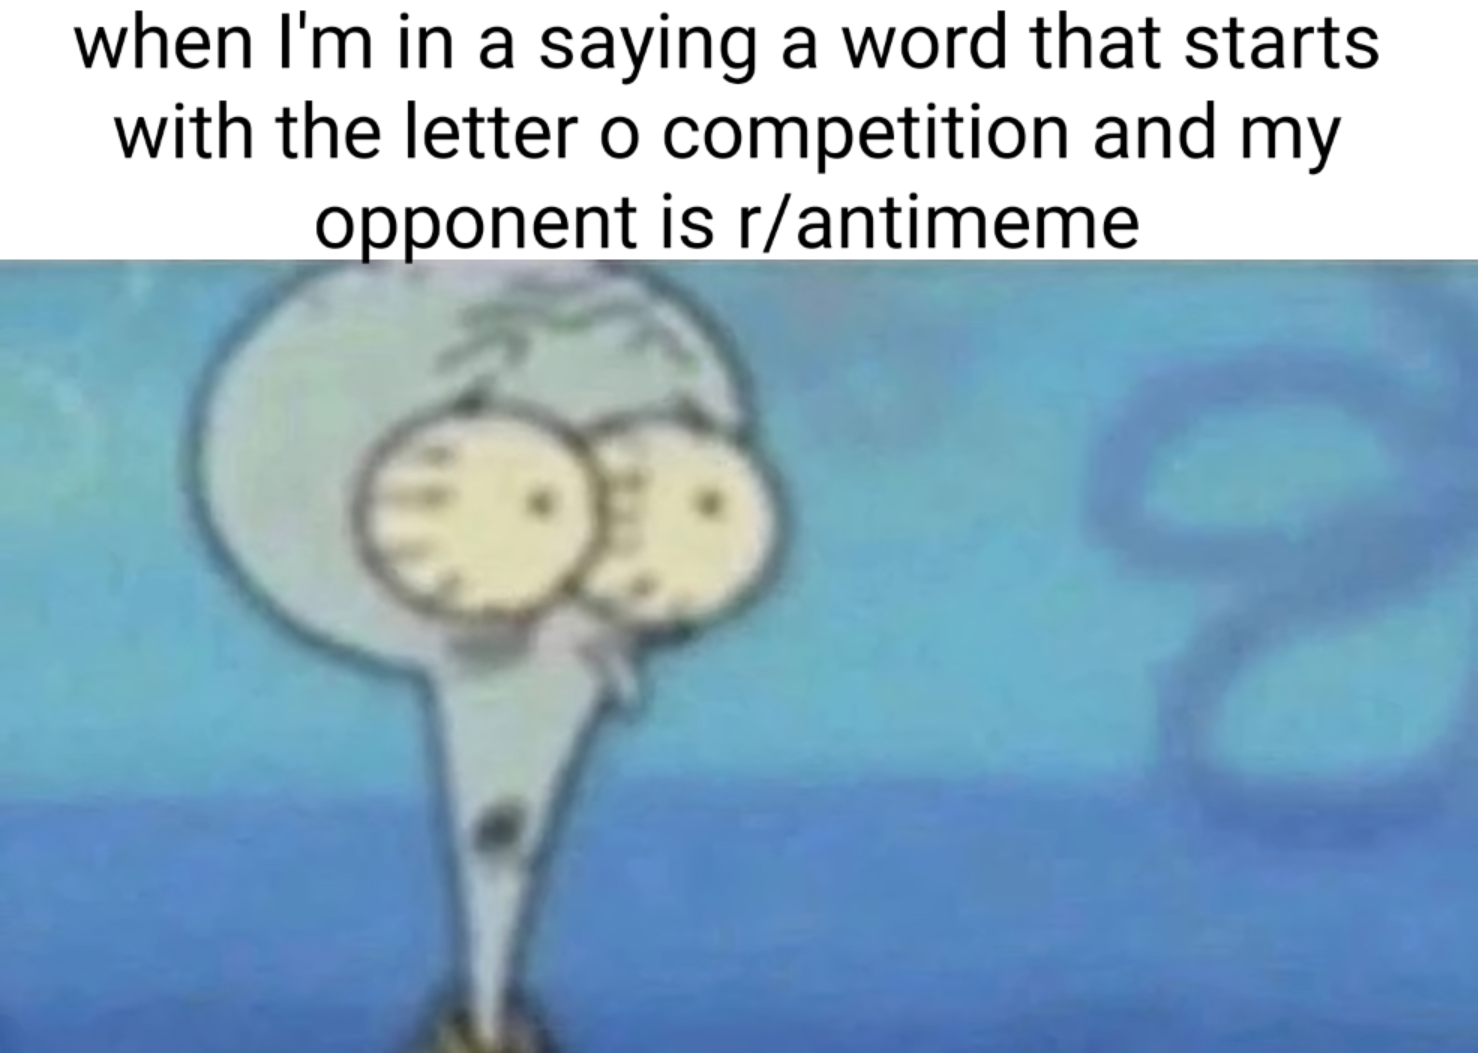 when I'm in a saying a word that starts
with the letter o competition and my
opponent is r/antimeme